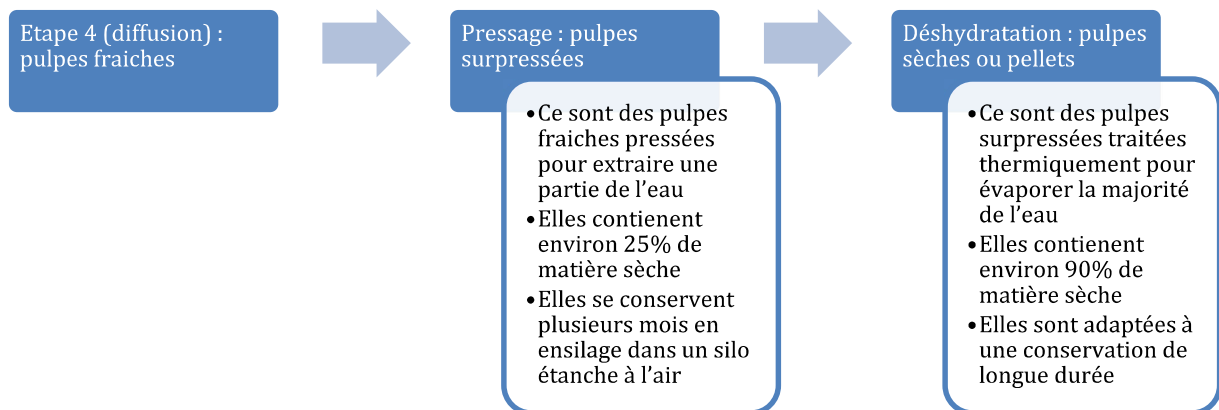 Etape 4 (diffusion) :
pulpes fraiches
Pressage : pulpes
surpressées
•Ce sont des pulpes
fraiches pressées
pour extraire une
partie de l'eau
•Elles contienent
environ 25% de
matière sèche
•Elles se conservent
plusieurs mois en
ensilage dans un silo
étanche à l'air
Déshydratation : pulpes
sèches ou pellets
•Ce sont des pulpes
surpressées traitées
thermiquement pour
évaporer la majorité
de l'eau
•Elles contienent
environ 90% de
matière sèche
•Elles sont adaptées à
une conservation de
longue durée